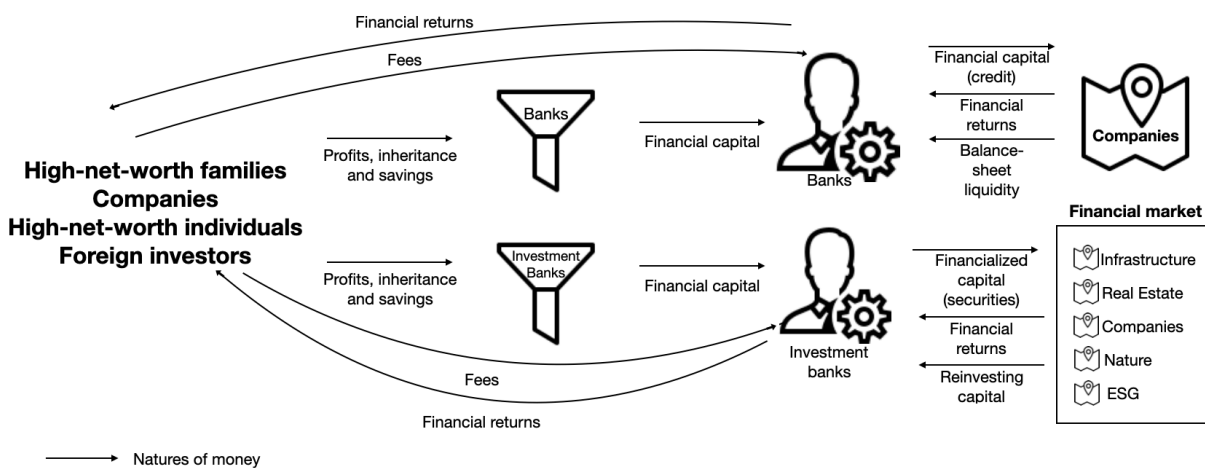 Financial returns
Fees
Banks
Profits, inheritance
and savings
Financial capital
Banks
Financial capital
(credit)
Financial
returns
Balance-
sheet
liquidity
Companies
High-net-worth families
Companies
High-net-worth individuals
Foreign investors
Financial market
Investment
Banks
Profits, inheritance
and savings
Financial capital
Investment
banks
Financialized
capital
(securities)
Financial
returns
Reinvesting
capital
Infrastructure
Real Estate
Companies
Nature
ESG
Fees
Financial returns
Natures of money